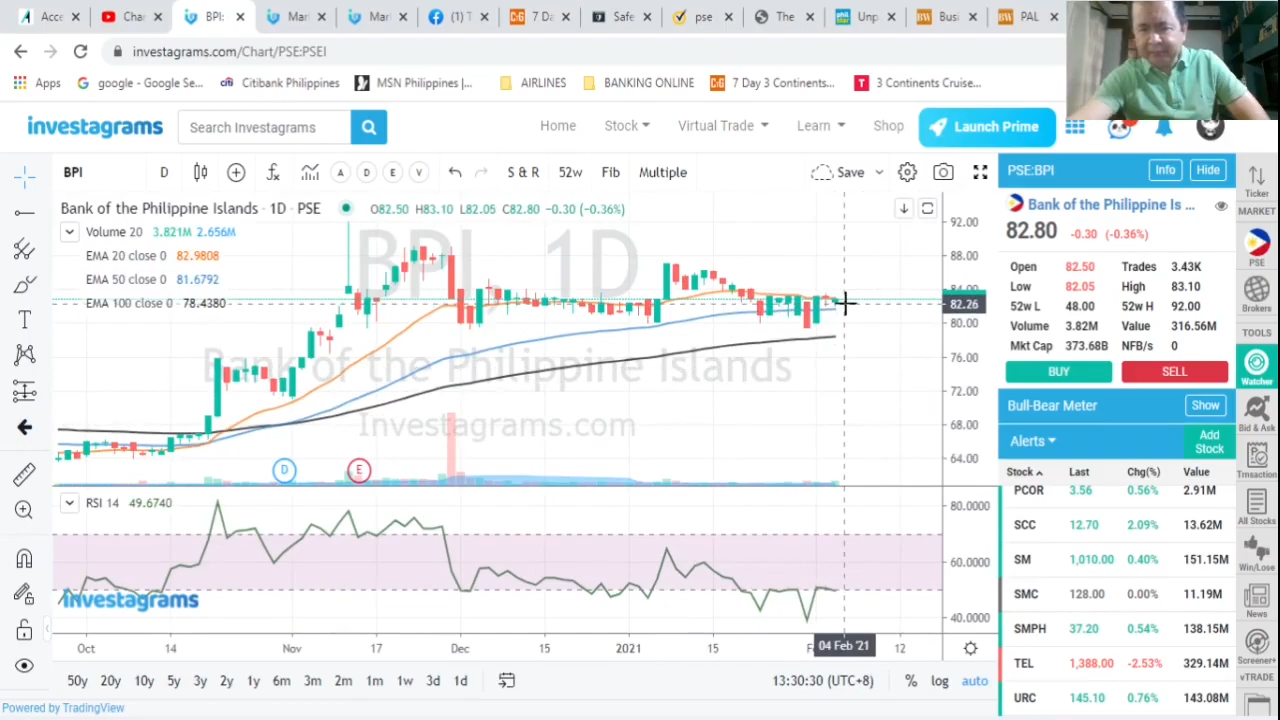 Acce
Cha
BPI:
Mar
Mar
(1) T
7 Da
Safe
pse
The
Unp
Busi
PAL
investagrams.com/Chart/PSE:PSEI
Apps
google - Google Se...
Citibank Philippines
MSN Philippines |...
AIRLINES
BANKING ONLINE
7 Day 3 Continents...
3 Continents Cruise...
investagrams
Search Investagrams
Home
Stock
Virtual Trade
Learn
Shop
Launch Prime
BPI
D
A
D
E
V
S & R
52w
Fib
Multiple
Save
Bank of the Philippine Islands · 1D · PSE
O82.50 H83.10 L82.05 C82.80 -0.30 (-0.36%)
Volume 20 3.821M 2.656M
EMA 20 close 0 82.9808
EMA 50 close 0 81.6792
EMA 100 close 0 78.4380
BPI, 1D
Bank of the Philippine Islands
Investagrams.com
92.00
88.00
84.00
82.26
80.00
76.00
72.00
68.00
64.00
D
E
RSI 14 49.6740
80.0000
60.0000
40.0000
investagrams
Oct
14
Nov
17
Dec
15
2021
15
04 Feb '21
12
50y
20y
10y
5y
3y
2y
1y
6m
3m
2m
1m
1w
3d
1d
13:30:30 (UTC+8)
%
log
auto
Powered by TradingView
PSE:BPI
Info
Hide
Bank of the Philippine Is ...
82.80 -0.30 (-0.36%)
Open 82.50 Trades 3.43K
Low 82.05 High 83.10
52w L 48.00 52w H 92.00
Volume 3.82M Value 316.56M
Mkt Cap 373.68B NFB/s 0
BUY
SELL
Bull-Bear Meter
Show
Alerts
Add Stock
Stock Last Chg(%) Value
PCOR 3.56 0.56% 2.91M
SCC 12.70 2.09% 13.62M
SM 1,010.00 0.40% 151.15M
SMC 128.00 0.00% 11.19M
SMPH 37.20 0.54% 138.15M
TEL 1,388.00 -2.53% 329.14M
URC 145.10 0.76% 143.08M
Ticker
MARKET
PSE
Brokers
TOOLS
Watcher
Bid & Ask
Trnsaction
All Stocks
Win/Lose
News
Screener+
vTRADE